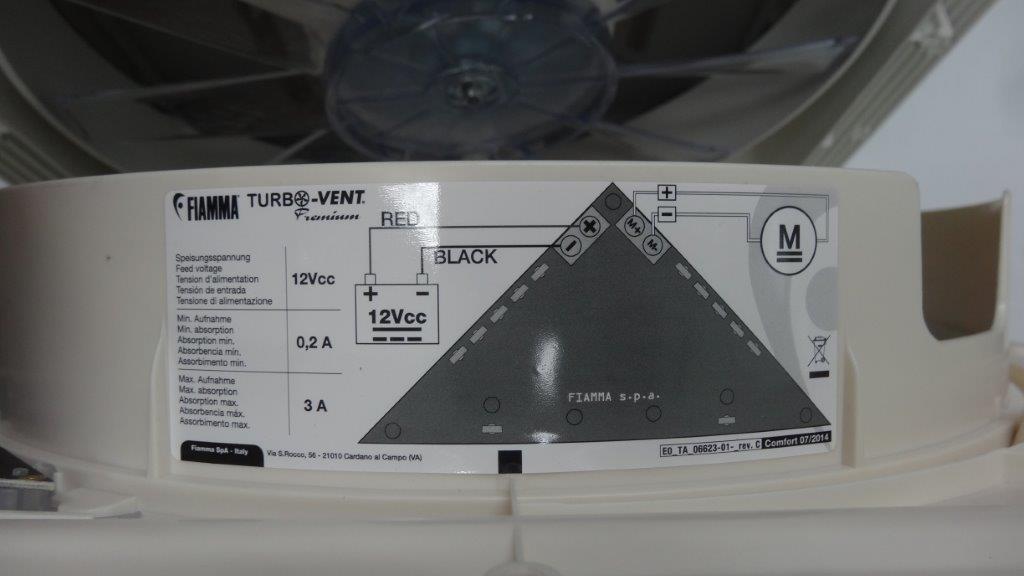 FIAMMA TURBO-VENT
Premium
Speisungsspannung
Feed voltage
Tension d'alimentation
Tensión de entrada
Tensione di alimentazione
12Vcc
Min. Aufnahme
Min. absorption
Absorption min.
Absorbencia mín.
Assorbimento min.
0,2 A
Max. Aufnahme
Max. absorption
Absorption max.
Absorbencia máx.
Assorbimento max.
3 A
RED
BLACK
+ −
12Vcc
+
−
M+
M-
+
−
M
FIAMMA s.p.a.
Fiamma SpA - Italy
Via S.Rocco, 56 - 21010 Cardano al Campo (VA)
E0_TA_06623-01-_rev. C Comfort 07/2014